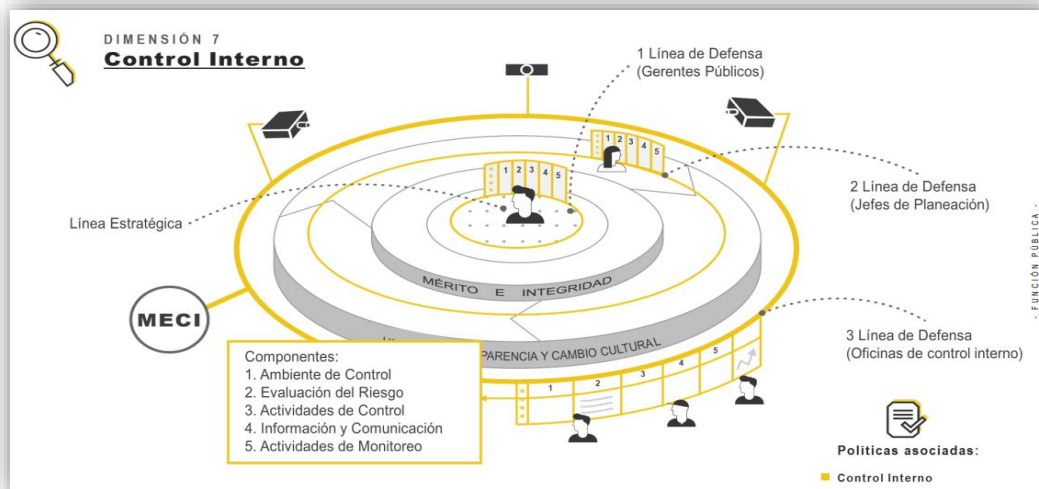 DIMENSIÓN 7
Control Interno
1 Línea de Defensa
(Gerentes Públicos)
1 2 3 4 5
1 2 3 4 5
Línea Estratégica
2 Línea de Defensa
(Jefes de Planeación)
- FUNCIÓN PÚBLICA -
MÉRITO E INTEGRIDAD
MECI
PARENCIA Y CAMBIO CULTURAL
3 Línea de Defensa
(Oficinas de control interno)
Componentes:
1. Ambiente de Control
2. Evaluación del Riesgo
3. Actividades de Control
4. Información y Comunicación
5. Actividades de Monitoreo
1 2 3 4 5
Políticas asociadas:
Control Interno